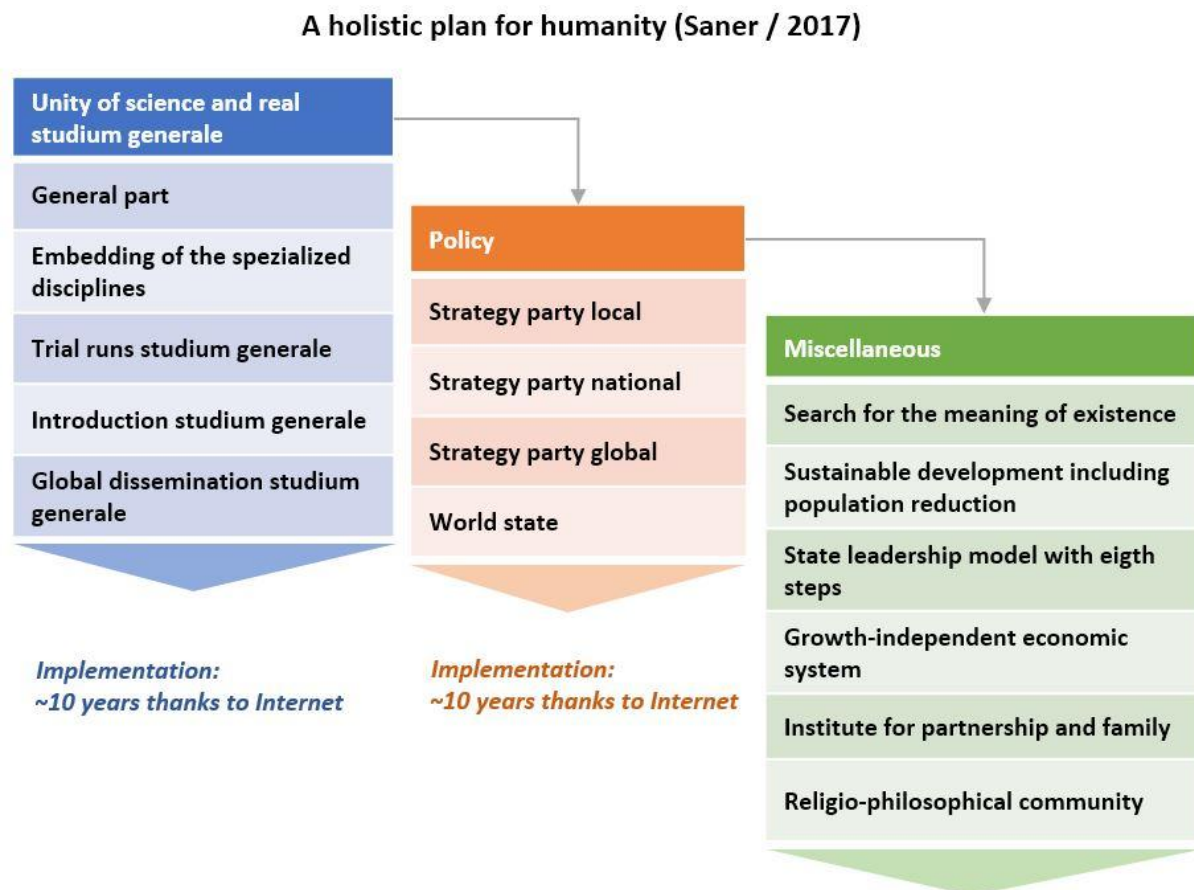 A holistic plan for humanity (Saner / 2017)
Unity of science and real
studium generale
General part
Embedding of the spezialized
disciplines
Trial runs studium generale
Introduction studium generale
Global dissemination studium
generale
Implementation:
~10 years thanks to Internet
Policy
Strategy party local
Strategy party national
Strategy party global
World state
Implementation:
~10 years thanks to Internet
Miscellaneous
Search for the meaning of existence
Sustainable development including
population reduction
State leadership model with eigth
steps
Growth-independent economic
system
Institute for partnership and family
Religio-philosophical community